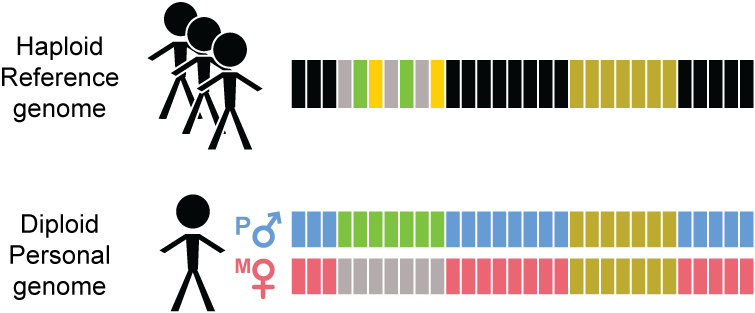 Haploid
Reference
genome
Diploid
Personal
genome
P
M